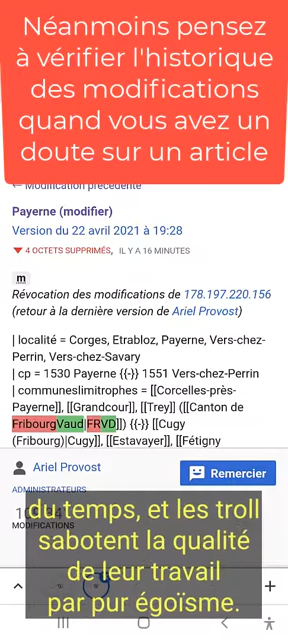 Néanmoins pensez
à vérifier l'historique
des modifications
quand vous avez un
doute sur un article
← Modification précédente
Payerne (modifier)
Version du 22 avril 2021 à 19:28
▼ 4 OCTETS SUPPRIMÉS, IL Y A 16 MINUTES
m
Révocation des modifications de 178.197.220.156
(retour à la dernière version de Ariel Provost)
| localité = Corges, Etrabloz, Payerne, Vers-chez-
Perrin, Vers-chez-Savary
| cp = 1530 Payerne {{-}} 1551 Vers-chez-Perrin
| communeslimitrophes = [[Corcelles-près-
Payerne]], [[Grandcour]], [[Trey]] ([[Canton de
FribourgVaud|FRVD]]) {{-}} [[Cugy
(Fribourg)|Cugy]], [[Estavayer]], [[Fétigny
Ariel Provost
Remercier
ADMINISTRATEURS
MODIFICATIONS
du temps, et les troll
sabotent la qualité
de leur travail
par pur égoïsme.